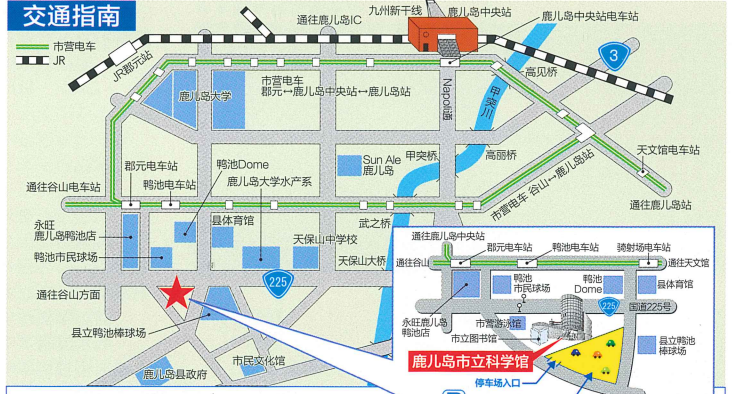 交通指南
市营电车
JR
通往鹿儿岛IC
九州新干线
鹿儿岛中央站
鹿儿岛中央站电车站
3
JR郡元站
高见桥
鹿儿岛大学
市营电车
郡元↔鹿儿岛中央站↔鹿儿岛站
Napoli通
甲突川
天文馆电车站
Sun Ale
鹿儿岛
甲突桥
高丽桥
市营电车 谷山↔鹿儿岛站
通往鹿儿岛站
通往谷山电车站
郡元电车站
鸭池电车站
鸭池Dome
鹿儿岛大学水产系
永旺
鹿儿岛鸭池店
县体育馆
武之桥
鸭池市民球场
天保山中学校
天保山大桥
通往谷山方面
225
县立鸭池棒球场
市民文化馆
鹿儿岛县政府
通往鹿儿岛中央站
郡元电车站
鸭池电车站
骑射场电车站
通往谷山
通往天文馆
鸭池
市民球场
鸭池
Dome
县体育馆
225
国道225号
永旺鹿儿岛
鸭池店
市营游泳馆
市立图书馆
县立鸭池
棒球场
鹿儿岛市立科学馆
停车场入口